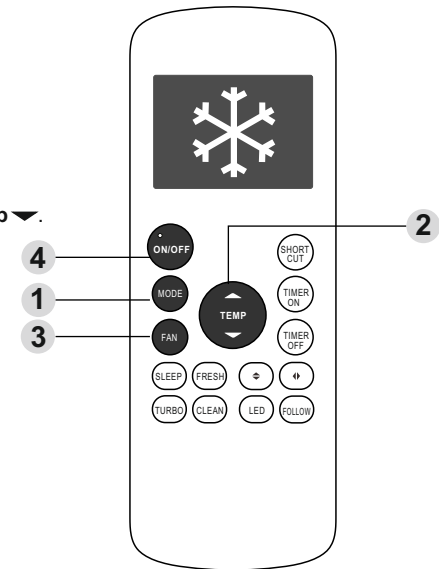 p
2
ON/OFF
SHORT CUT
4
MODE
TIMER ON
1
TEMP
FAN
TIMER OFF
3
SLEEP FRESH
TURBO CLEAN LED FOLLOW